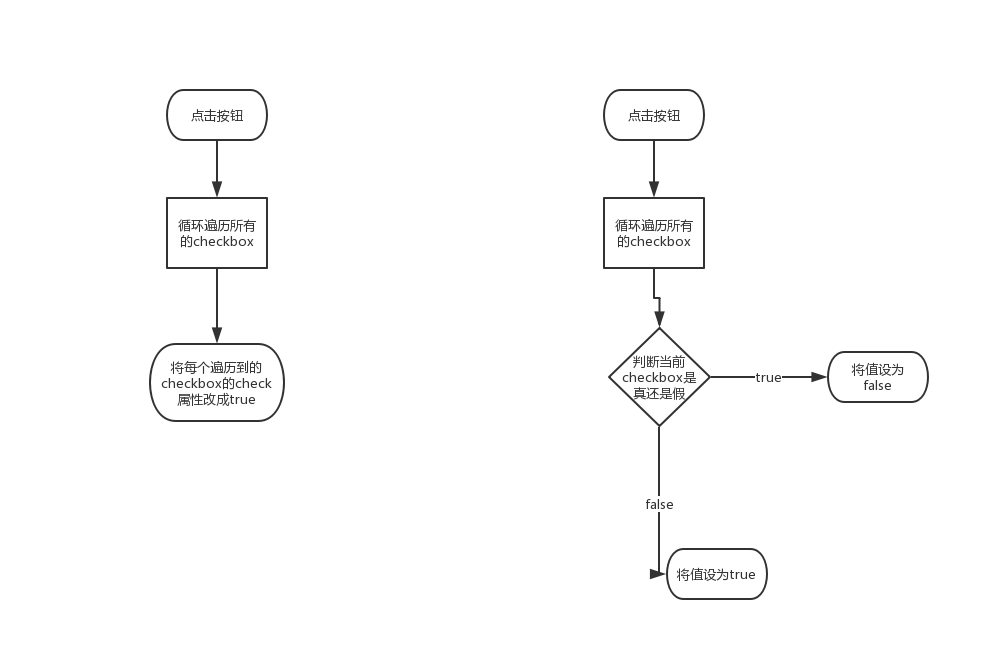 点击按钮
循环遍历所有
的checkbox
将每个遍历到的
checkbox的check
属性改成true
点击按钮
循环遍历所有
的checkbox
判断当前
checkbox是
真还是假
true
将值设为
false
false
将值设为true